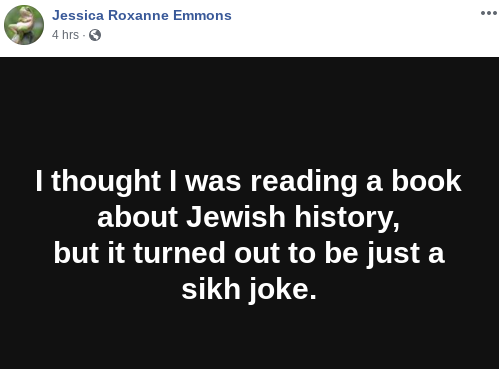 Jessica Roxanne Emmons
4 hrs ·
I thought I was reading a book
about Jewish history,
but it turned out to be just a
sikh joke.